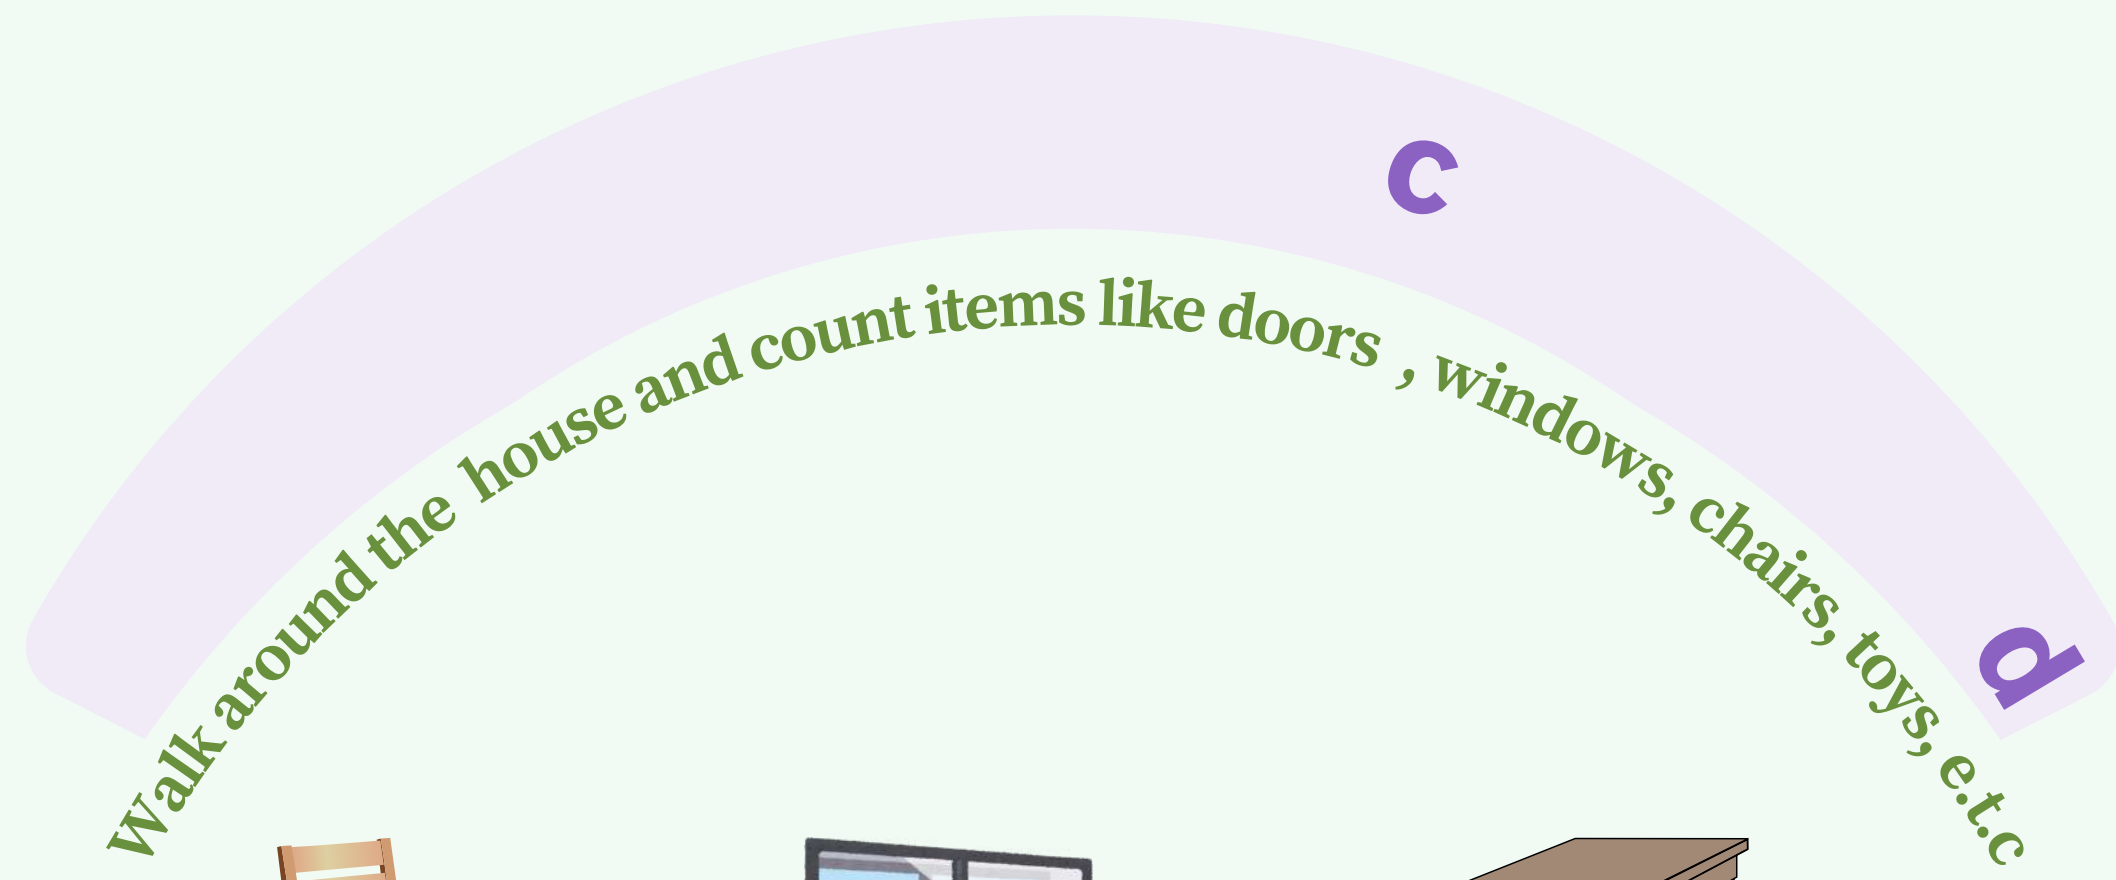 c d
Walk around the house and count items like doors , windows, chairs, toys, e.t.c